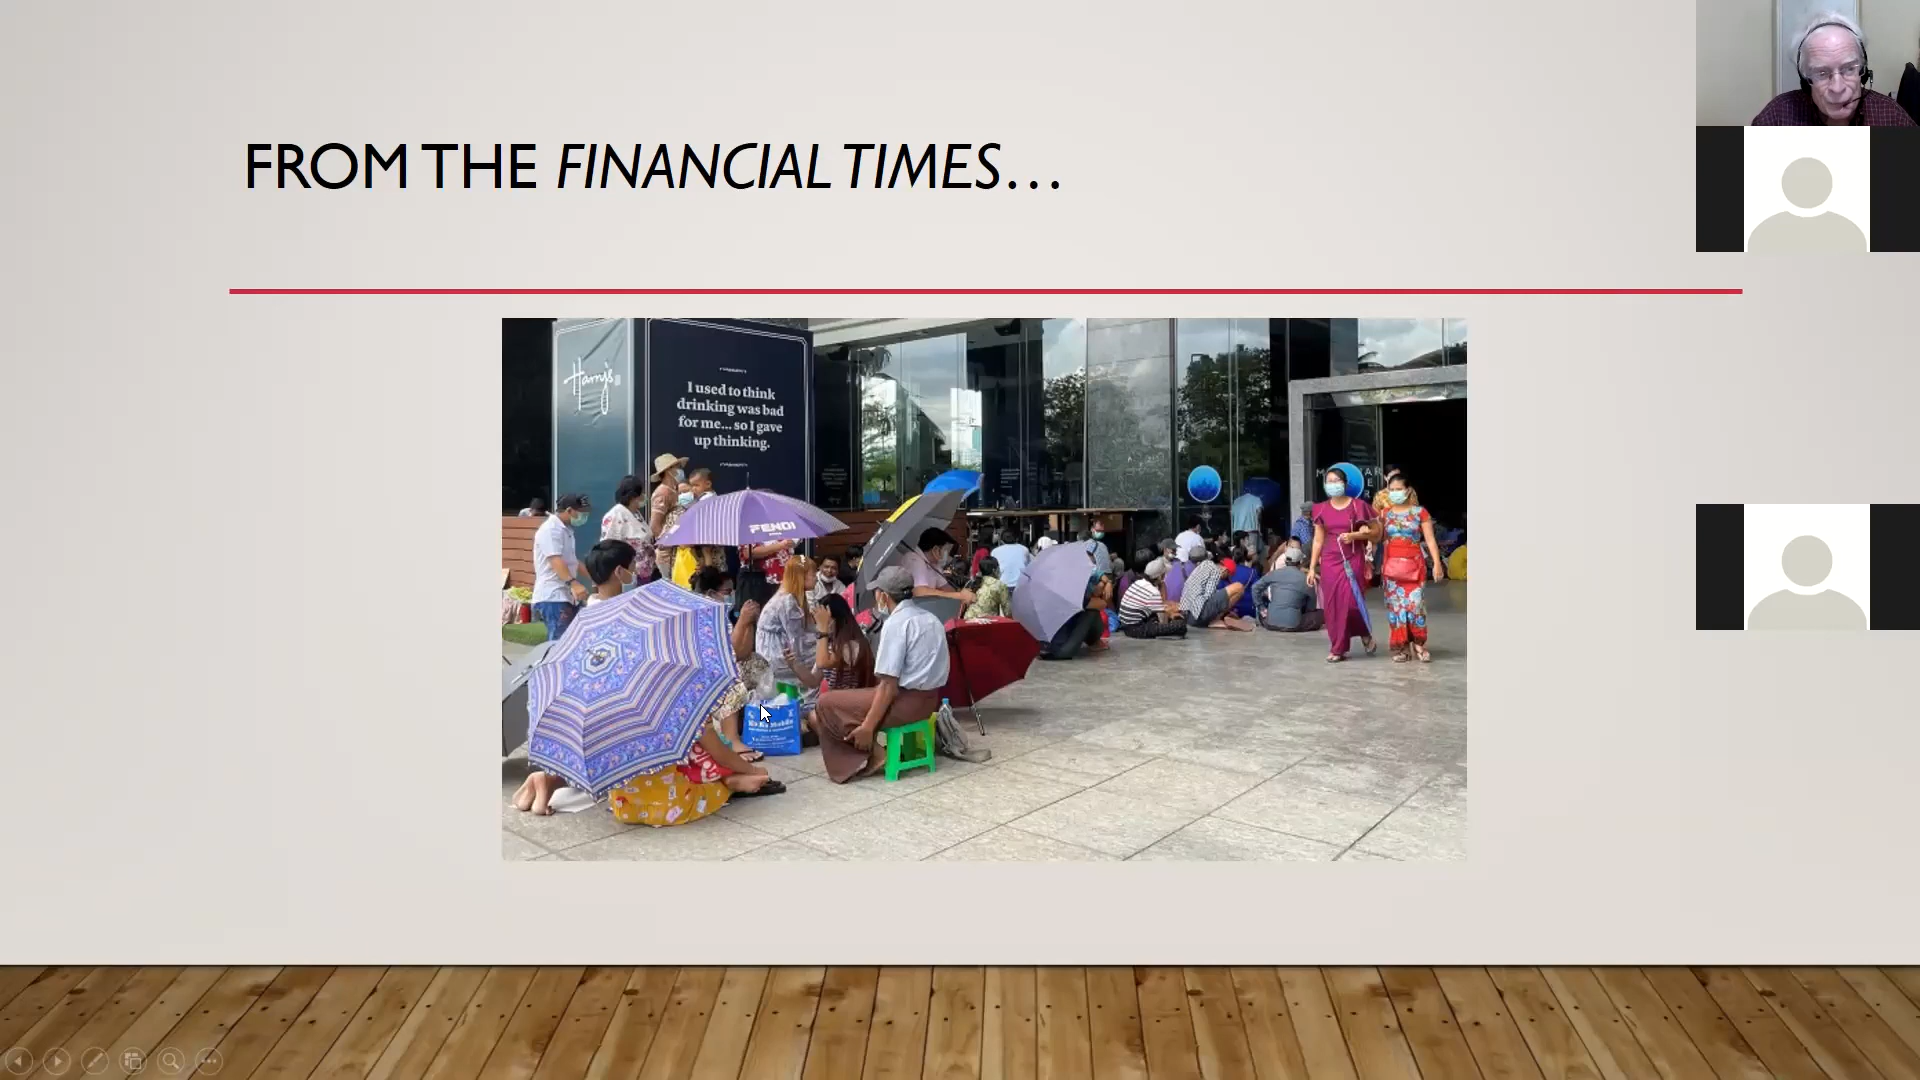 FROM THE FINANCIAL TIMES...
Harry's
I used to think
drinking was bad
for me... so I gave
up thinking.
FENDI